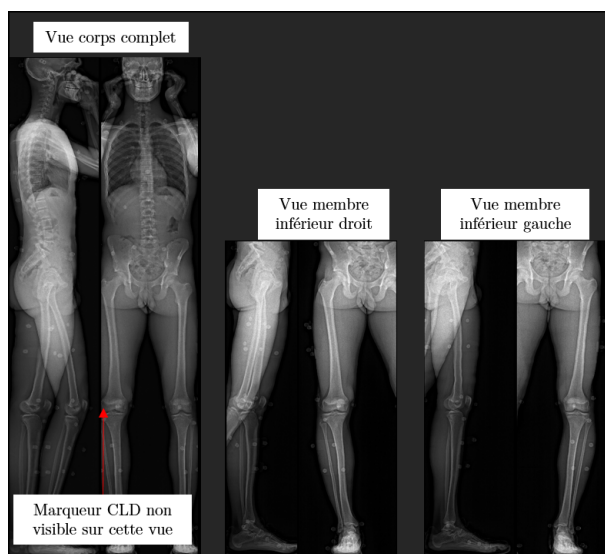 Vue corps complet
Vue membre
inférieur droit
Vue membre
inférieur gauche
Marqueur CLD non
visible sur cette vue